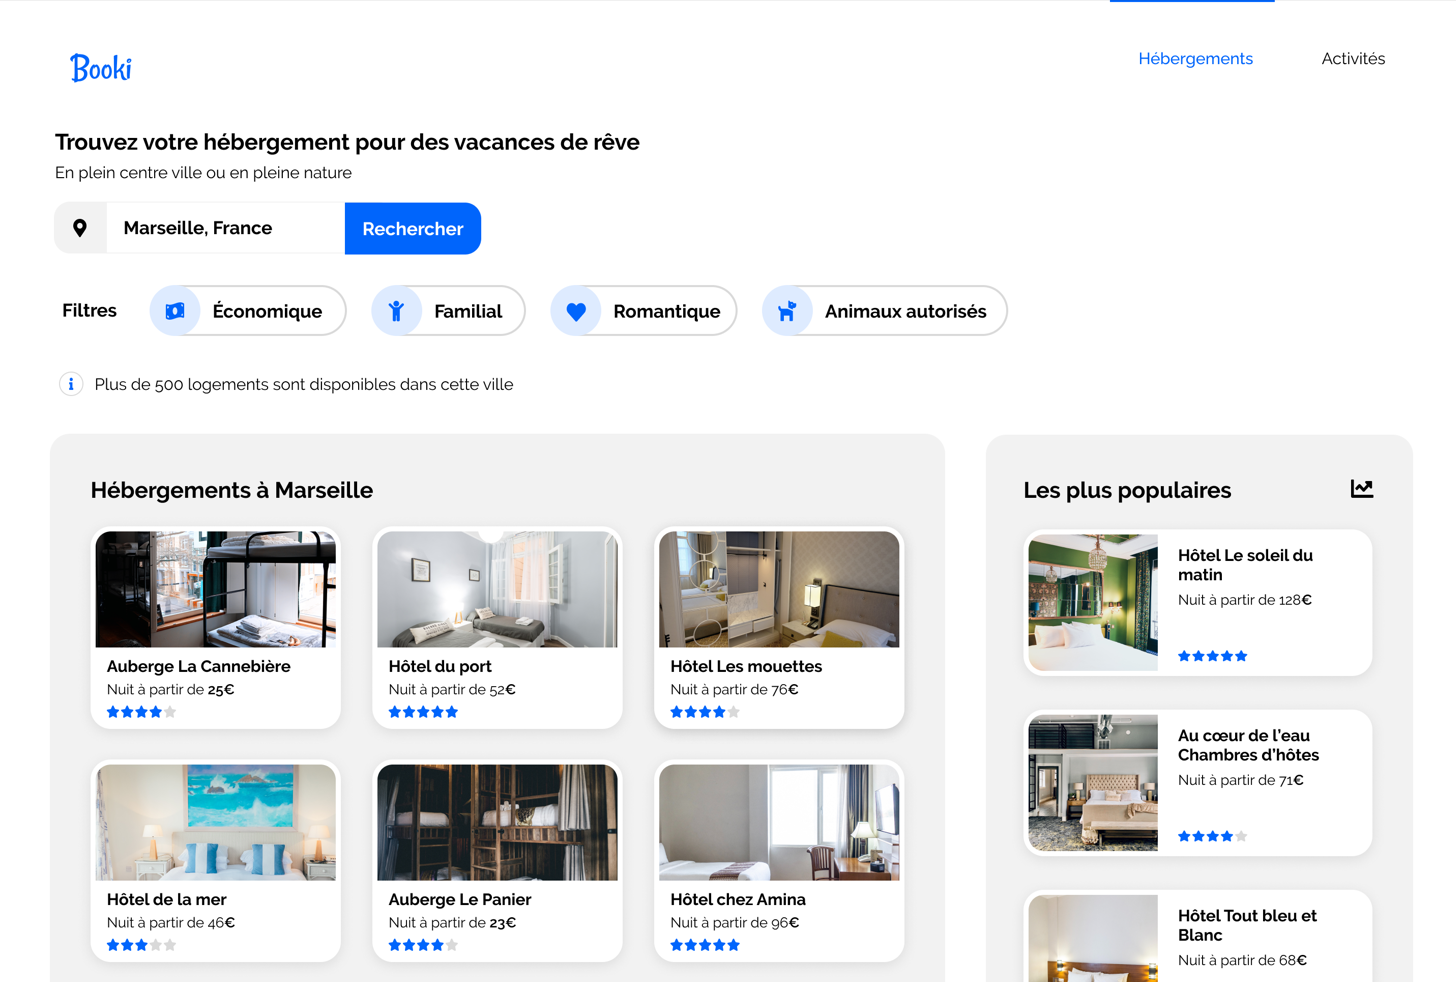 Booki
Hébergements
Activités
Trouvez votre hébergement pour des vacances de rêve
En plein centre ville ou en pleine nature
Marseille, France
Rechercher
Filtres
Économique
Familial
Romantique
Animaux autorisés
Plus de 500 logements sont disponibles dans cette ville
Hébergements à Marseille
Auberge La Cannebière
Nuit à partir de 25€
Hôtel du port
Nuit à partir de 52€
Hôtel Les mouettes
Nuit à partir de 76€
Hôtel de la mer
Nuit à partir de 46€
Auberge Le Panier
Nuit à partir de 23€
Hôtel chez Amina
Nuit à partir de 96€
Les plus populaires
Hôtel Le soleil du
matin
Nuit à partir de 128€
Au cœur de l’eau
Chambres d’hôtes
Nuit à partir de 71€
Hôtel Tout bleu et
Blanc
Nuit à partir de 68€